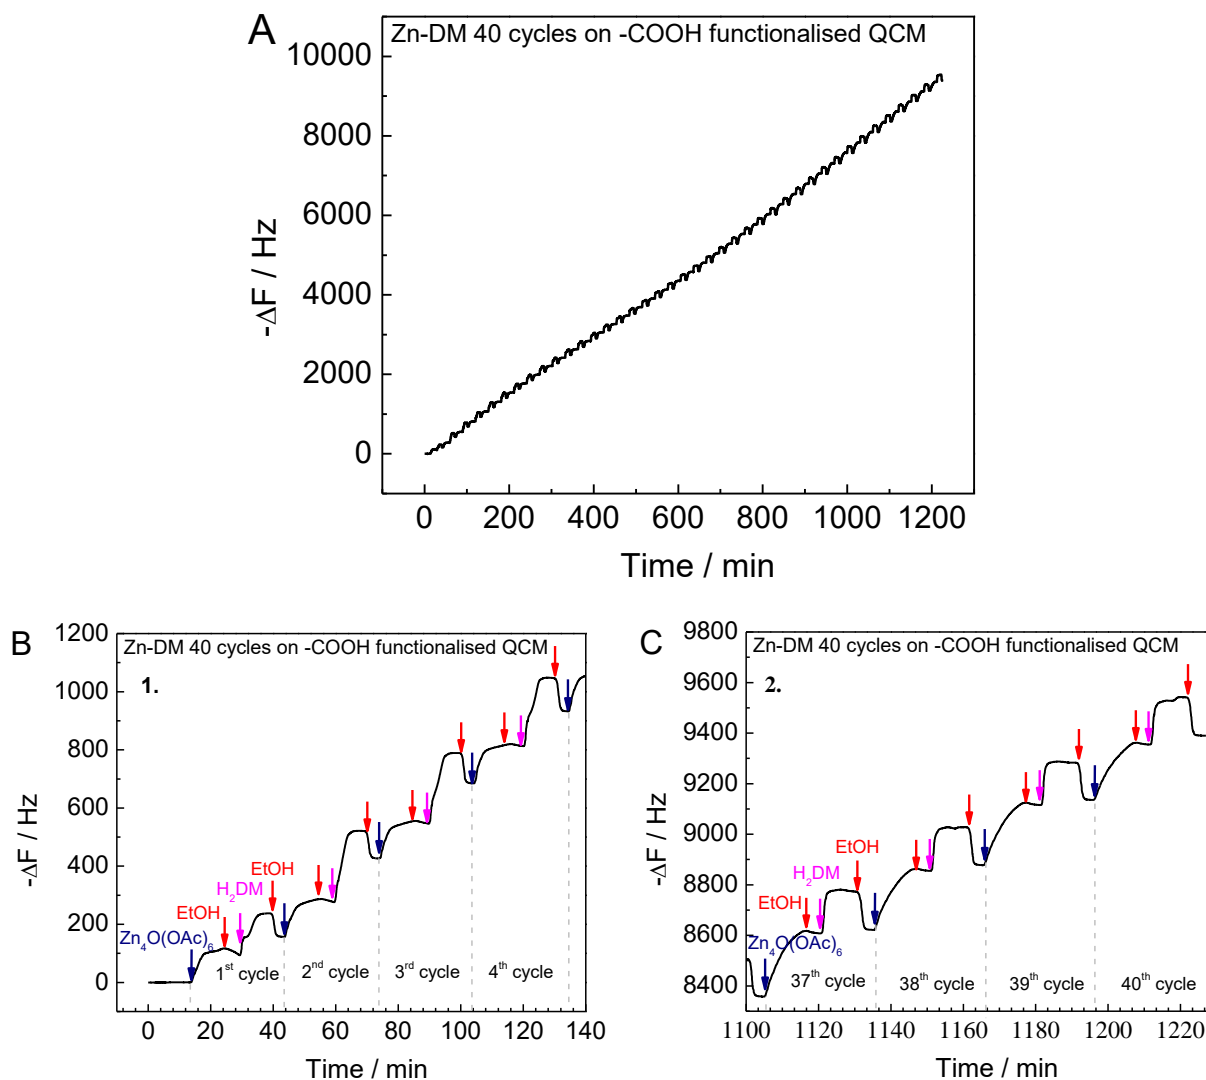 A
Zn-DM 40 cycles on -COOH functionalised QCM
10000
8000
6000
4000
2000
0
-ΔF / Hz
0 200 400 600 800 1000 1200
Time / min
B
Zn-DM 40 cycles on -COOH functionalised QCM
1.
1200
1000
800
600
400
200
0
-ΔF / Hz
EtOH
H₂DM
EtOH
Zn₄O(OAc)₆
1ˢᵗ cycle 2ⁿᵈ cycle 3ʳᵈ cycle 4ᵗʰ cycle
0 20 40 60 80 100 120 140
Time / min
C
Zn-DM 40 cycles on -COOH functionalised QCM
2.
9800
9600
9400
9200
9000
8800
8600
8400
-ΔF / Hz
EtOH
H₂DM
EtOH
Zn₄O(OAc)₆
37ᵗʰ cycle 38ᵗʰ cycle 39ᵗʰ cycle 40ᵗʰ cycle
1100 1120 1140 1160 1180 1200 1220
Time / min